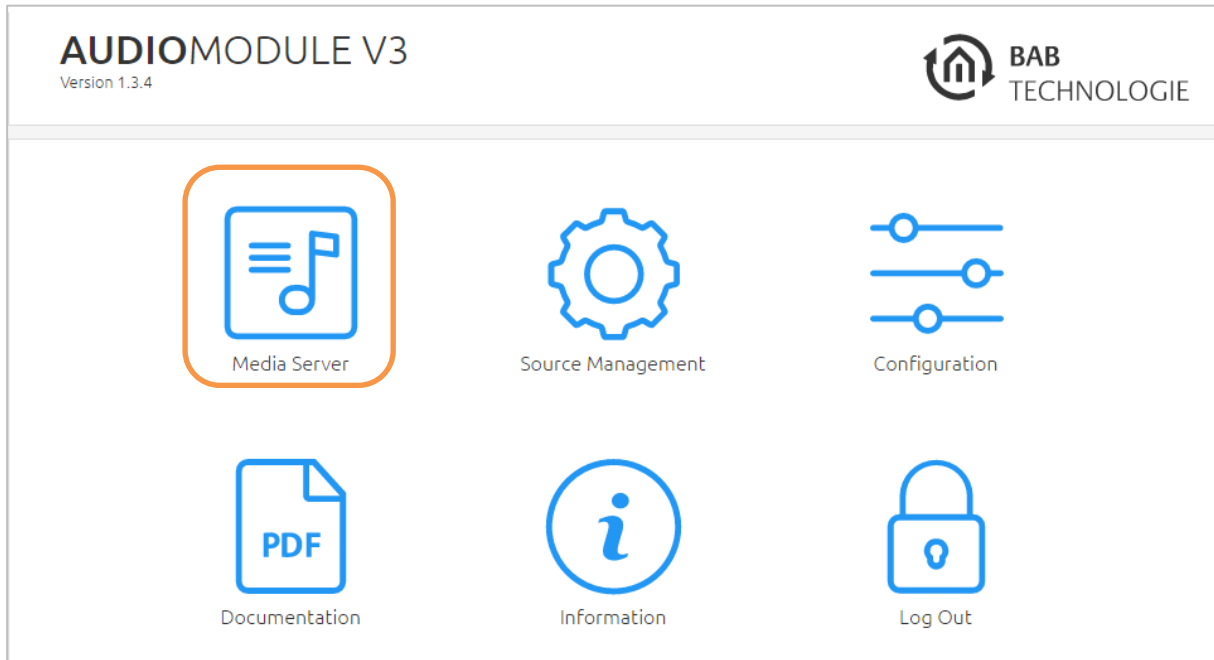 AUDIOMODULE V3
Version 1.3.4
BAB
TECHNOLOGIE
Media Server
Source Management
Configuration
PDF
i
Documentation
Information
Log Out